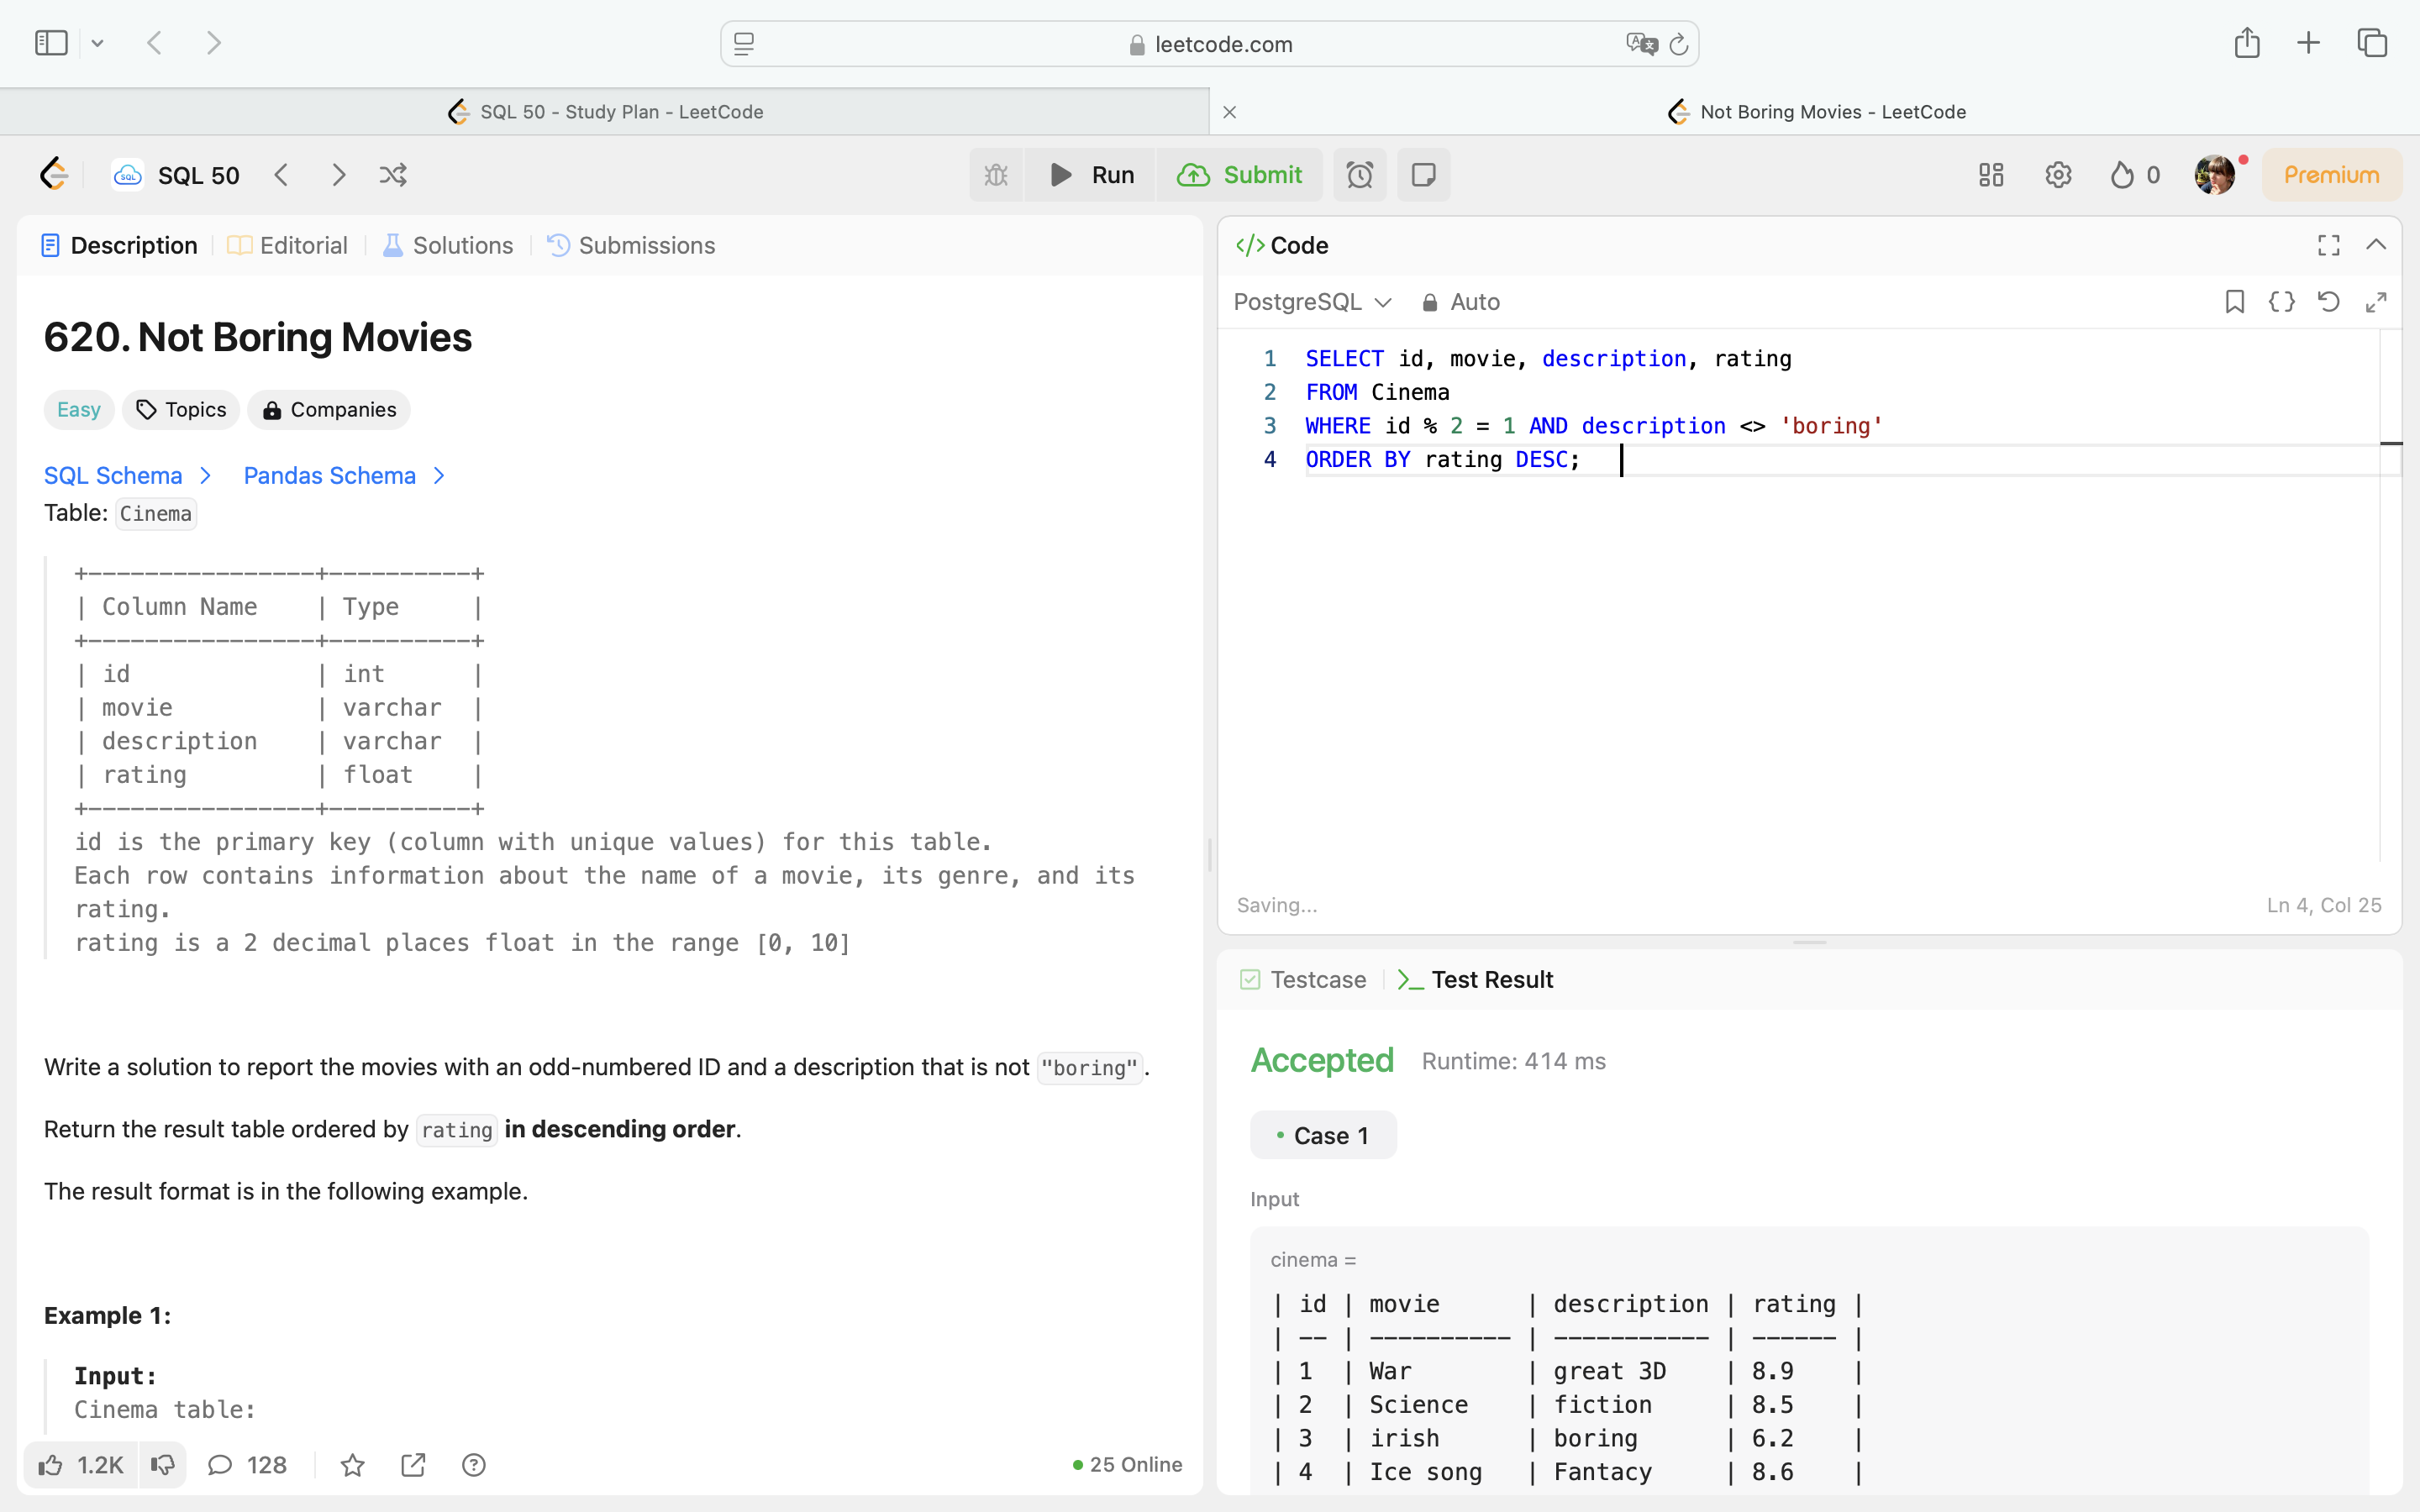 leetcode.com
SQL 50 - Study Plan - LeetCode
Not Boring Movies - LeetCode
SQL 50
Run
Submit
0
Premium
Description
Editorial
Solutions
Submissions
620. Not Boring Movies
Easy
Topics
Companies
SQL Schema
Pandas Schema
Table: Cinema
+----------------+----------+
| Column Name | Type |
+----------------+----------+
| id | int |
| movie | varchar |
| description | varchar |
| rating | float |
+----------------+----------+
id is the primary key (column with unique values) for this table.
Each row contains information about the name of a movie, its genre, and its
rating.
rating is a 2 decimal places float in the range [0, 10]
Write a solution to report the movies with an odd-numbered ID and a description that is not "boring".
Return the result table ordered by rating in descending order.
The result format is in the following example.
Example 1:
Input:
Cinema table:
1.2K
128
25 Online
Code
PostgreSQL
Auto
1 SELECT id, movie, description, rating
2 FROM Cinema
3 WHERE id % 2 = 1 AND description <> 'boring'
4 ORDER BY rating DESC;
Saving...
Ln 4, Col 25
Testcase
Test Result
Accepted
Runtime: 414 ms
Case 1
Input
cinema =
| id | movie | description | rating |
| -- | ---------- | ----------- | ------ |
| 1 | War | great 3D | 8.9 |
| 2 | Science | fiction | 8.5 |
| 3 | irish | boring | 6.2 |
| 4 | Ice song | Fantacy | 8.6 |